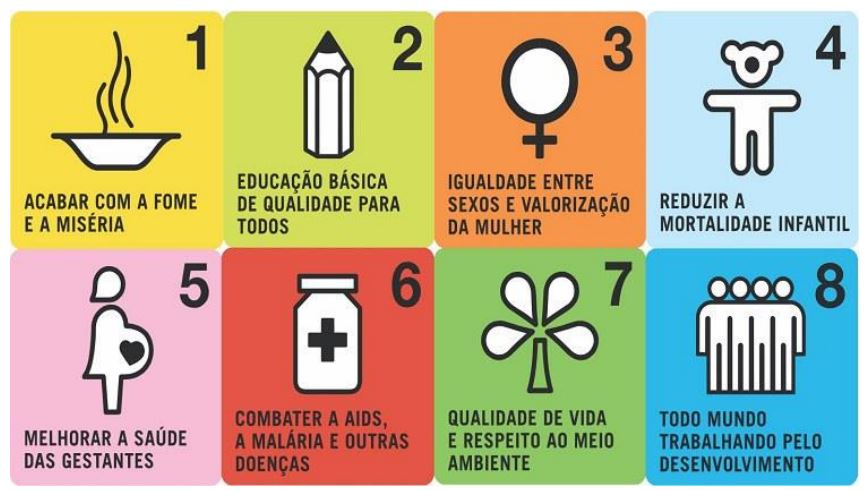 1
ACABAR COM A FOME
E A MISÉRIA
2
EDUCAÇÃO BÁSICA
DE QUALIDADE PARA
TODOS
3
IGUALDADE ENTRE
SEXOS E VALORIZAÇÃO
DA MULHER
4
REDUZIR A
MORTALIDADE INFANTIL
5
MELHORAR A SAÚDE
DAS GESTANTES
6
COMBATER A AIDS,
A MALÁRIA E OUTRAS
DOENÇAS
7
QUALIDADE DE VIDA
E RESPEITO AO MEIO
AMBIENTE
8
TODO MUNDO
TRABALHANDO PELO
DESENVOLVIMENTO